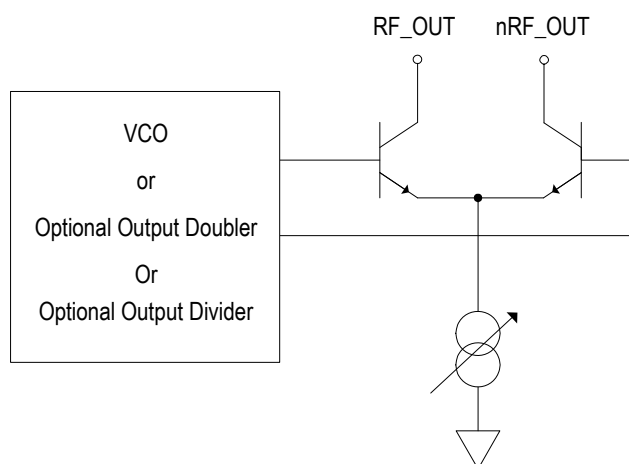 RF_OUT nRF_OUT
VCO
or
Optional Output Doubler
Or
Optional Output Divider